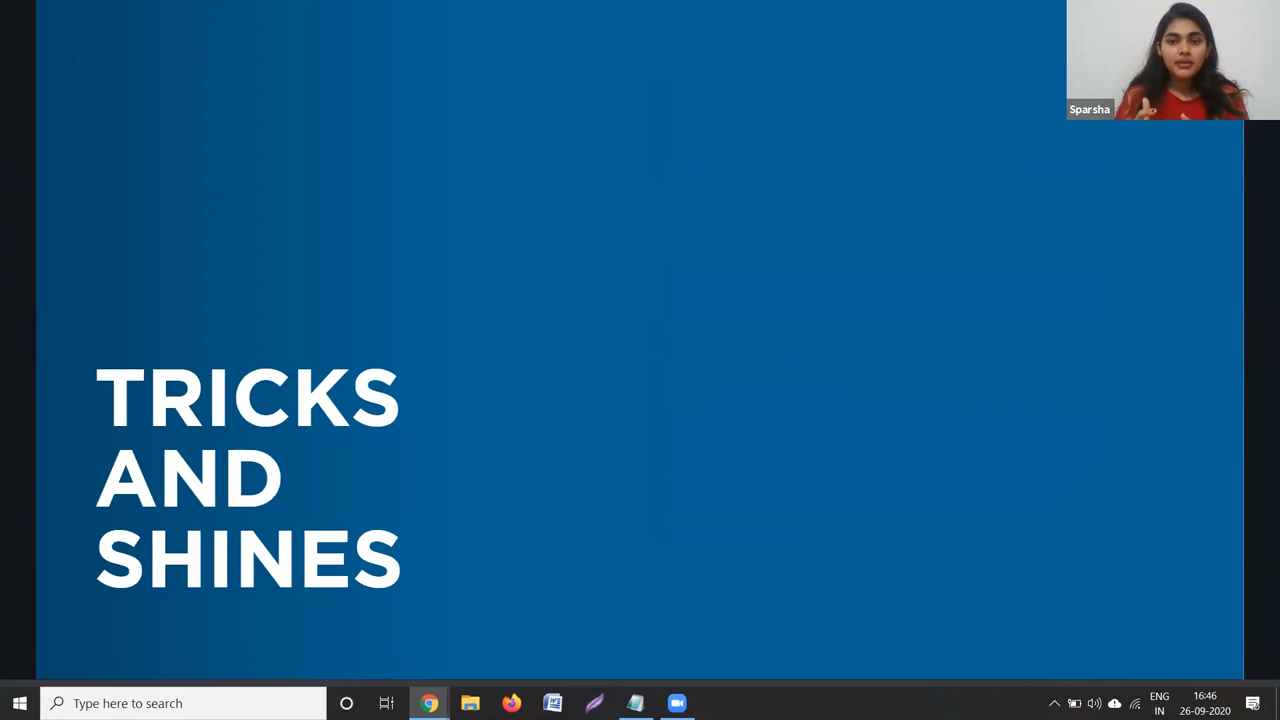 Sparsha
TRICKS
AND
SHINES
Type here to search
ENG
IN
16:46
26-09-2020